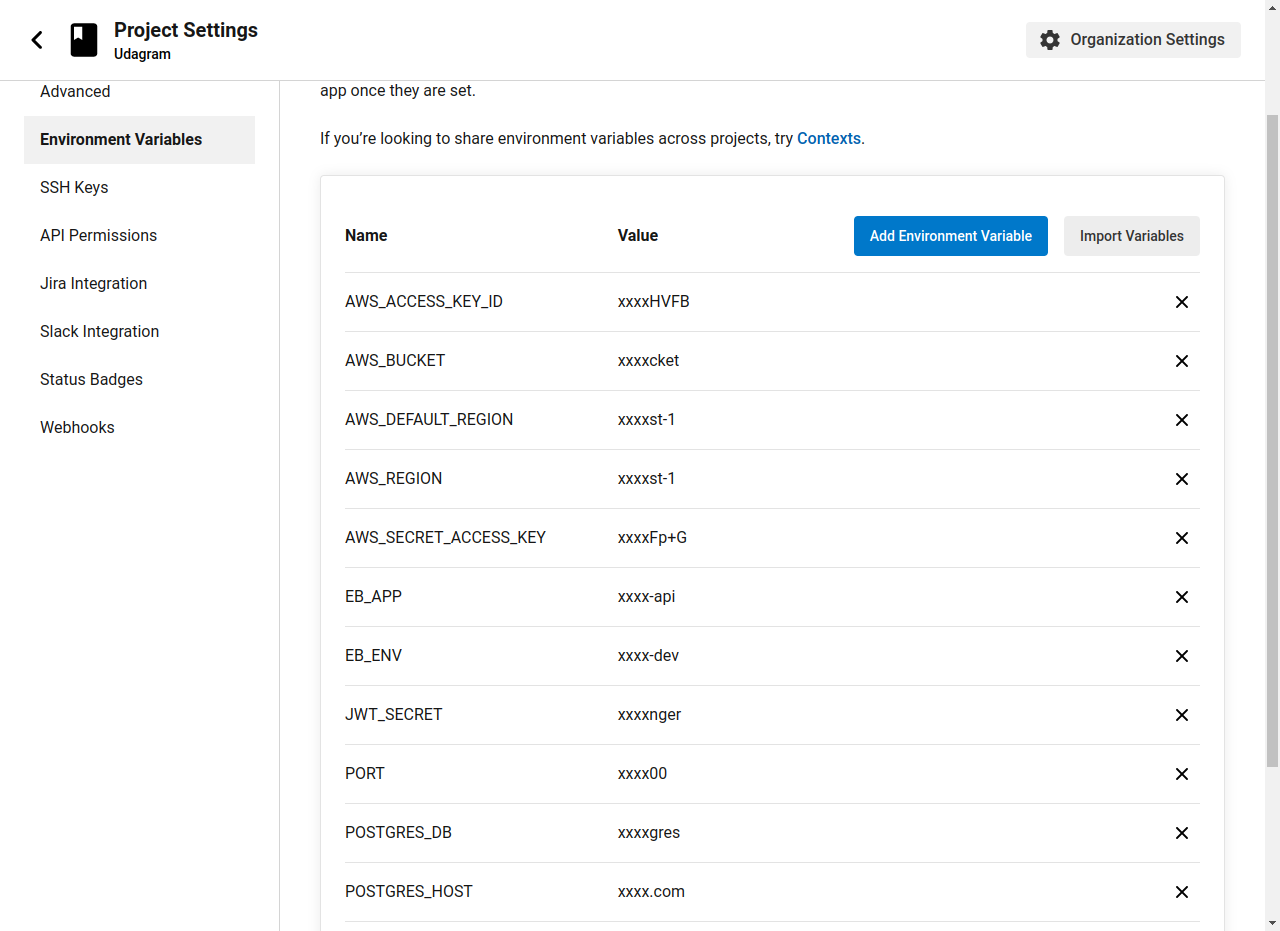 Project Settings
Udagram
Organization Settings
Advanced
Environment Variables
SSH Keys
API Permissions
Jira Integration
Slack Integration
Status Badges
Webhooks
app once they are set.
If you’re looking to share environment variables across projects, try Contexts.
Name Value Add Environment Variable Import Variables
AWS_ACCESS_KEY_ID xxxxHVFB
AWS_BUCKET xxxxcket
AWS_DEFAULT_REGION xxxxst-1
AWS_REGION xxxxst-1
AWS_SECRET_ACCESS_KEY xxxxFp+G
EB_APP xxxx-api
EB_ENV xxxx-dev
JWT_SECRET xxxxnger
PORT xxxx00
POSTGRES_DB xxxxgres
POSTGRES_HOST xxxx.com